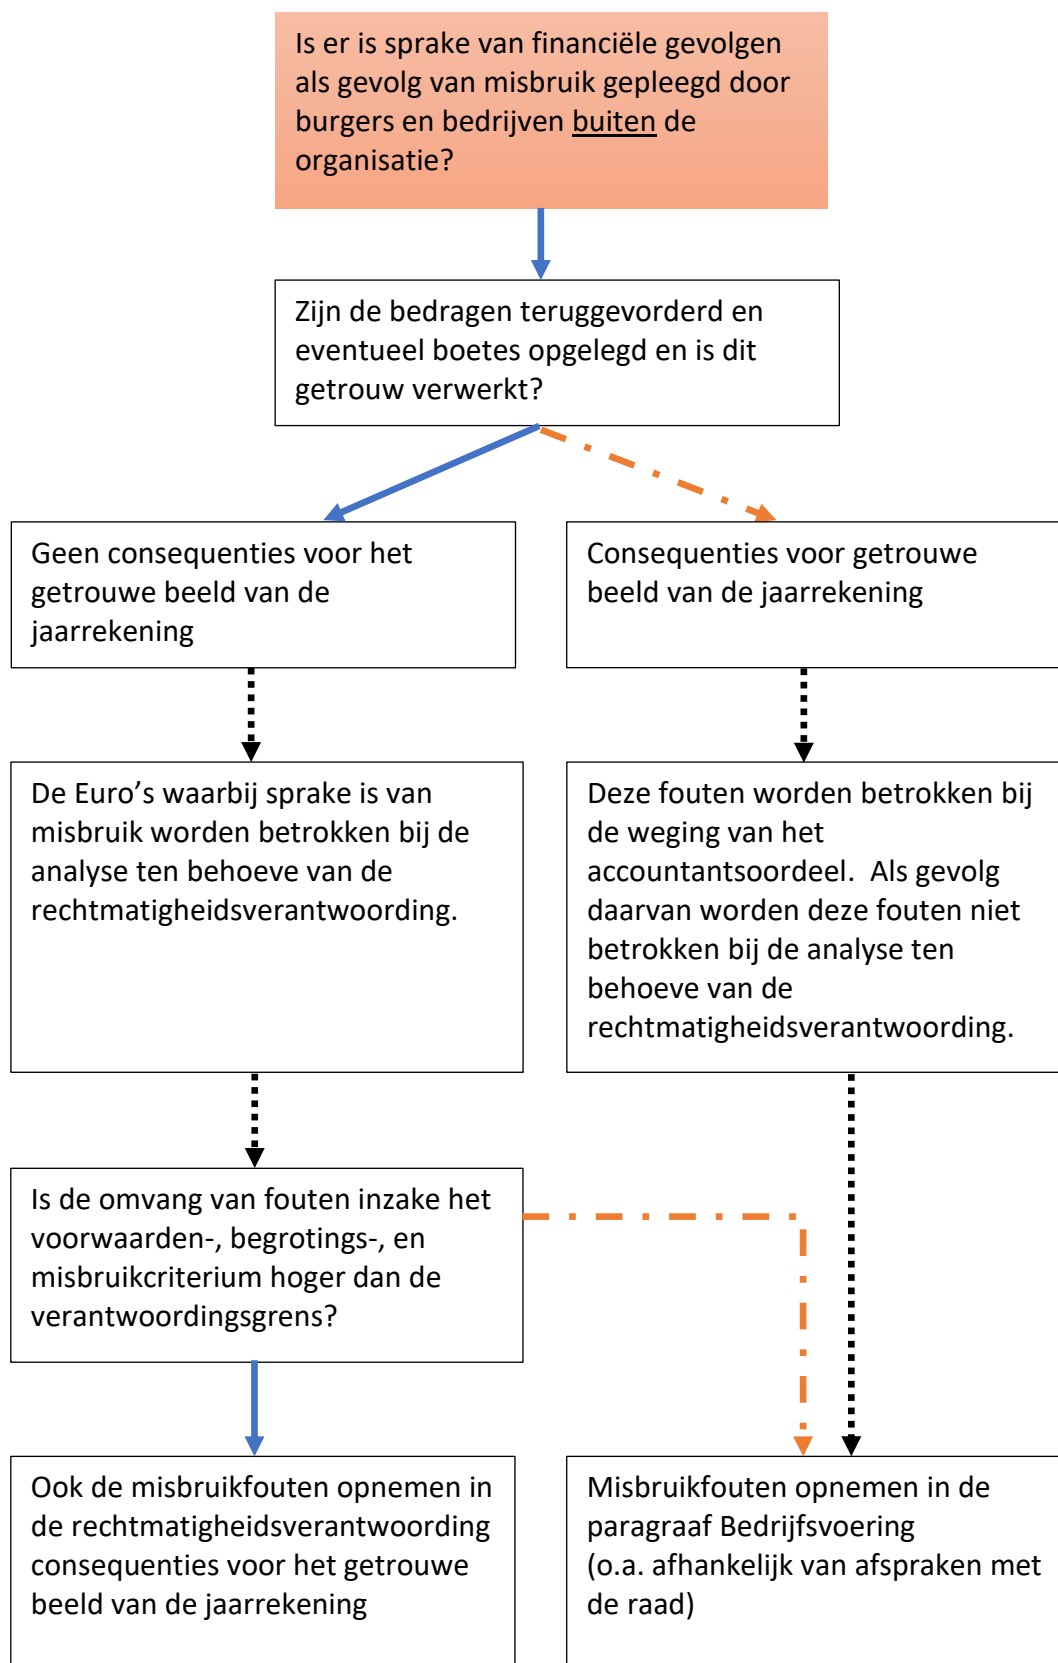 Is er is sprake van financiële gevolgen
als gevolg van misbruik gepleegd door
burgers en bedrijven buiten de
organisatie?
Zijn de bedragen teruggevorderd en
eventueel boetes opgelegd en is dit
getrouw verwerkt?
Geen consequenties voor het
getrouwe beeld van de
jaarrekening
Consequenties voor getrouwe
beeld van de jaarrekening
De Euro’s waarbij sprake is van
misbruik worden betrokken bij de
analyse ten behoeve van de
rechtmatigheidsverantwoording.
Deze fouten worden betrokken bij
de weging van het
accountantsoordeel.  Als gevolg
daarvan worden deze fouten niet
betrokken bij de analyse ten
behoeve van de
rechtmatigheidsverantwoording.
Is de omvang van fouten inzake het
voorwaarden-, begrotings-, en
misbruikcriterium hoger dan de
verantwoordingsgrens?
Ook de misbruikfouten opnemen in
de rechtmatigheidsverantwoording
consequenties voor het getrouwe
beeld van de jaarrekening
Misbruikfouten opnemen in de
paragraaf Bedrijfsvoering
(o.a. afhankelijk van afspraken met
de raad)